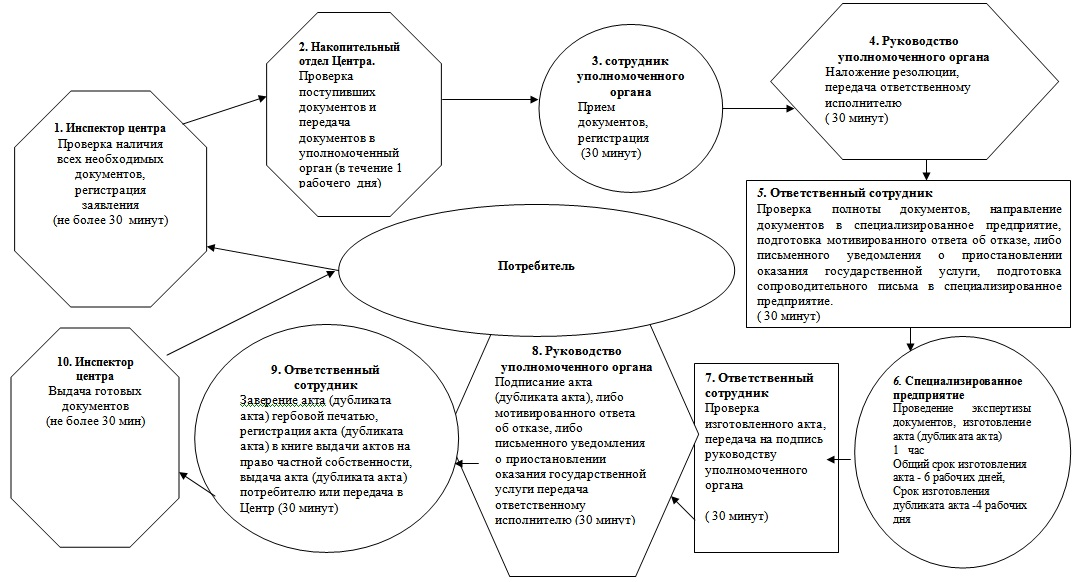 1. Инспектор центра
Проверка наличия
всех необходимых
документов,
регистрация
заявления
(не более 30 минут)
2. Накопительный
отдел Центра.
Проверка
поступивших
документов и
передача
документов в
уполномоченный
орган (в течение 1
рабочего дня)
3. сотрудник
уполномоченного
органа
Прием
документов,
регистрация
(30 минут)
4. Руководство
уполномоченного органа
Наложение резолюции,
передача ответственному
исполнителю
( 30 минут)
5. Ответственный сотрудник
Проверка полноты документов, направление
документов в специализированное предприятие,
подготовка мотивированного ответа об отказе, либо
письменного уведомления о приостановлении
оказания государственной услуги, подготовка
сопроводительного письма в специализированное
предприятие.
( 30 минут)
Потребитель
6. Специализированное
предприятие
Проведение экспертизы
документов, изготовление
акта (дубликата акта)
1 час
Общий срок изготовления
акта - 6 рабочих дней,
Срок изготовления
дубликата акта -4 рабочих
дня
7. Ответственный
сотрудник
Проверка
изготовленного акта,
передача на подпись
руководству
уполномоченного
органа
( 30 минут)
8. Руководство
уполномоченного органа
Подписание акта
(дубликата акта), либо
мотивированного ответа
об отказе, либо
письменного уведомления
о приостановлении
оказания государственной
услуги передача
ответственному
исполнителю (30 минут)
9. Ответственный
сотрудник
Заверение акта (дубликата
акта) гербовой печатью,
регистрация акта (дубликата
акта) в книге выдачи актов на
право частной собственности,
выдача акта (дубликата акта)
потребителю или передача в
Центр (30 минут)
10. Инспектор
центра
Выдача готовых
документов
(не более 30 мин)